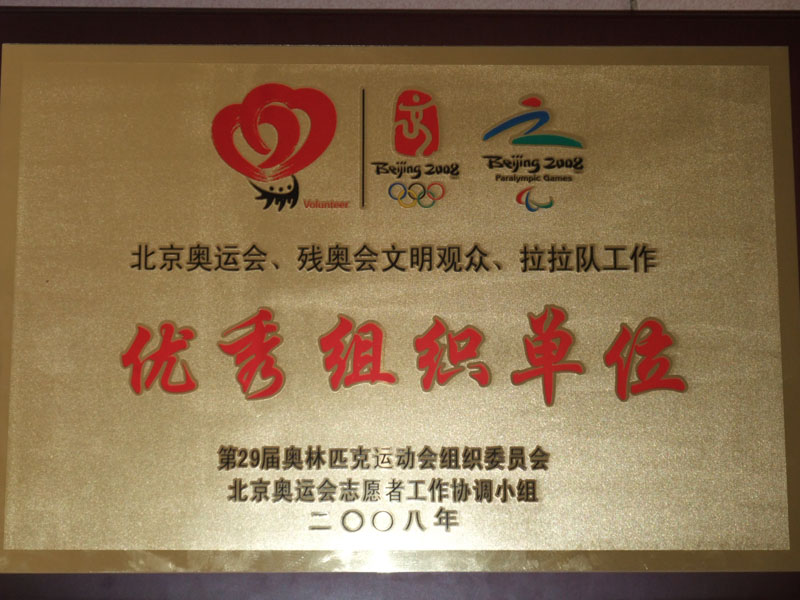 Volunteer
Beijing 2008
Beijing 2008
Paralympic Games
北京奥运会、残奥会文明观众、拉拉队工作
优秀组织单位
第29届奥林匹克运动会组织委员会
北京奥运会志愿者工作协调小组
二〇〇八年